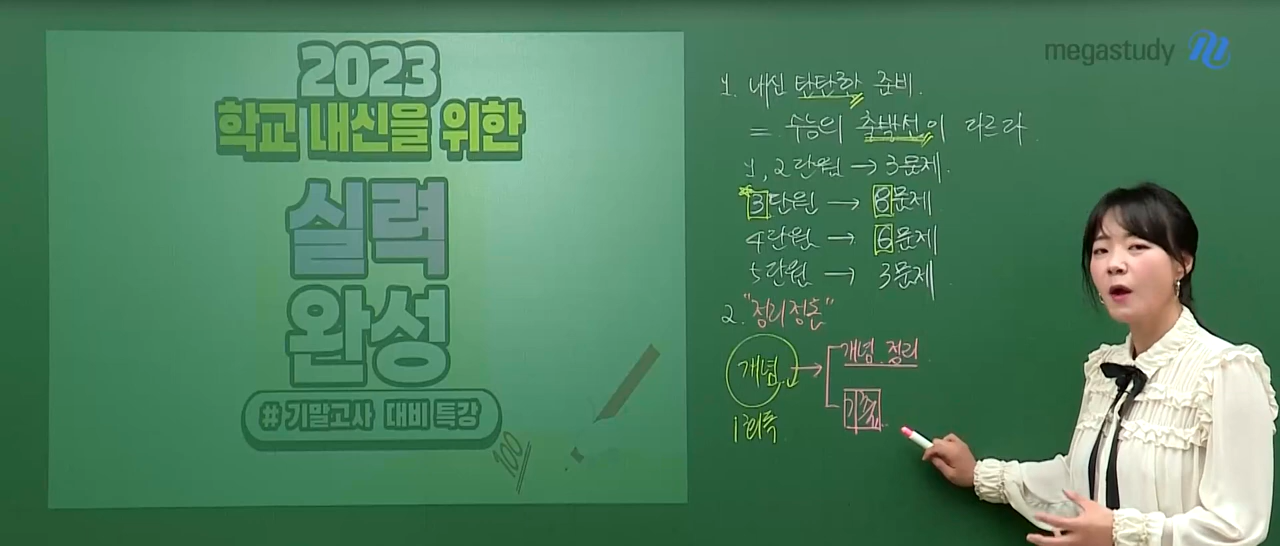 2023
학교 내신을 위한
실력
완성
# 기말고사 대비 특강
100
megastudy
1. 내신 탄탄한 준비.
= 수능의 출발선이 다르다.
1, 2단원 → 3문제.
3단원 → 8문제
4단원 → 6문제
5단원 → 3문제
2. "정리정돈"
개념 → 개념 정리
기출
1회독